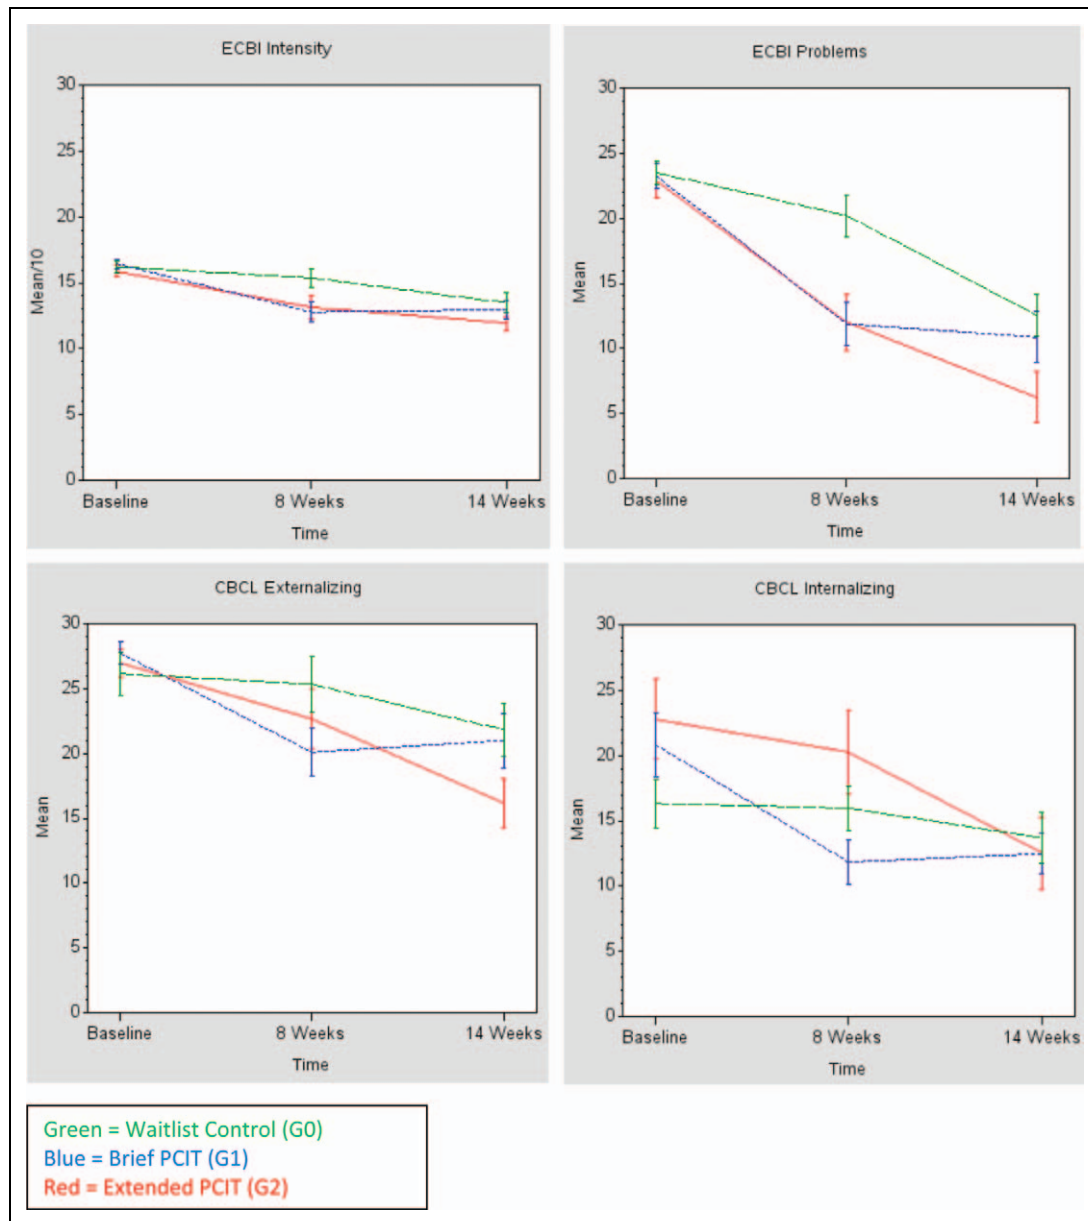 ECBI Intensity
30
25
20
15
10
5
0
Mean/10
Baseline
8 Weeks
14 Weeks
Time
ECBI Problems
30
25
20
15
10
5
0
Mean
Baseline
8 Weeks
14 Weeks
Time
CBCL Externalizing
30
25
20
15
10
5
0
Mean
Baseline
8 Weeks
14 Weeks
Time
CBCL Internalizing
30
25
20
15
10
5
0
Mean
Baseline
8 Weeks
14 Weeks
Time
Green = Waitlist Control (G0)
Blue = Brief PCIT (G1)
Red = Extended PCIT (G2)